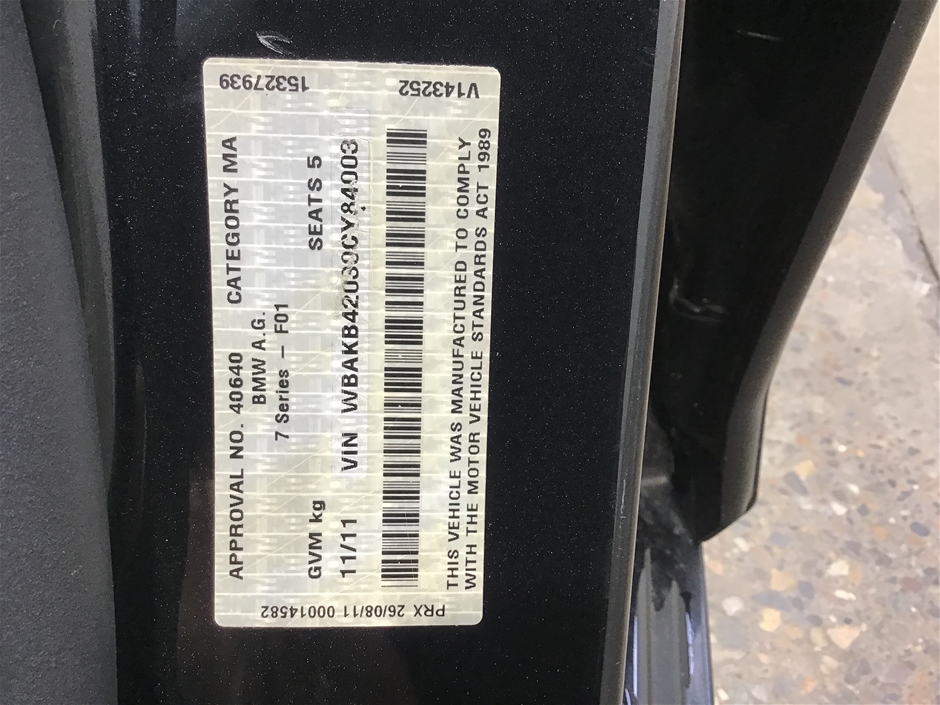 15327939
V143252
APPROVAL NO. 40640 CATEGORY MA
BMW A.G.
7 Series – F01
GVM kg SEATS 5
11/11 VIN WBAKB42030CY84003
THIS VEHICLE WAS MANUFACTURED TO COMPLY
WITH THE MOTOR VEHICLE STANDARDS ACT 1989
PRX 26/08/11 00014582